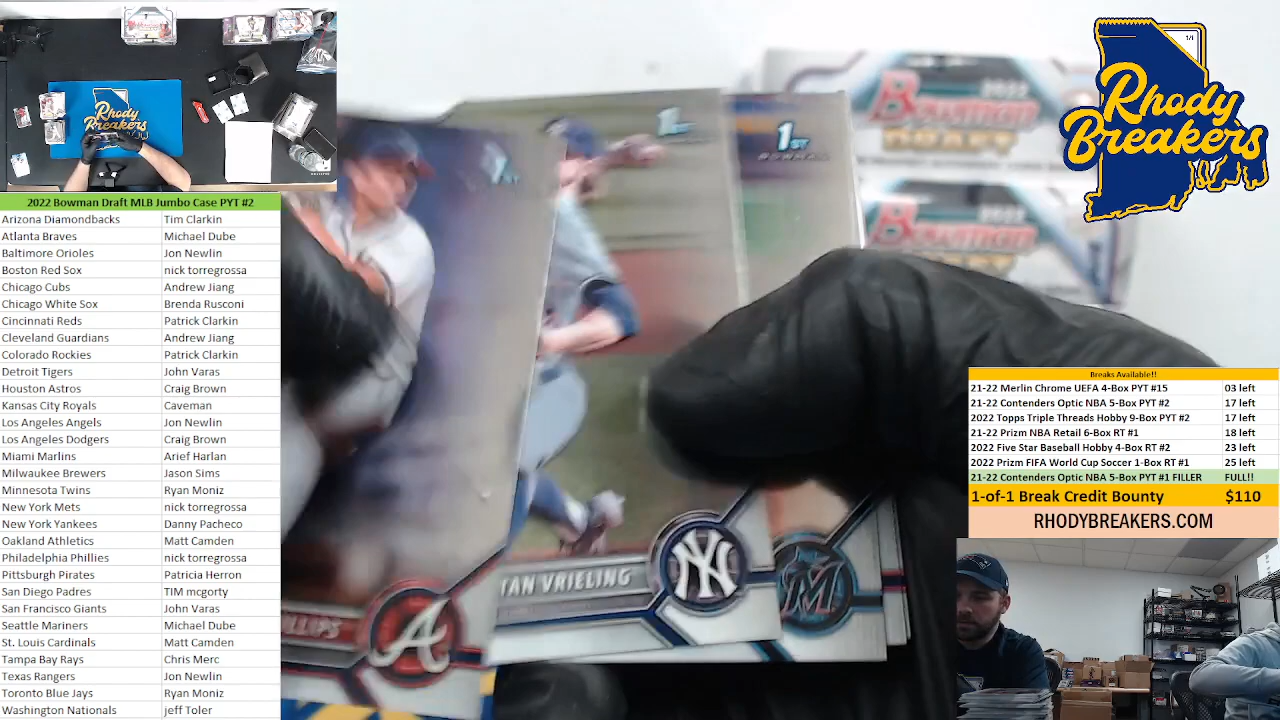 Rhody
Breakers
2022 Bowman Draft MLB Jumbo Case PYT #2
Arizona Diamondbacks Tim Clarkin
Atlanta Braves Michael Dube
Baltimore Orioles Jon Newlin
Boston Red Sox nick torregrossa
Chicago Cubs Andrew Jiang
Chicago White Sox Brenda Rusconi
Cincinnati Reds Patrick Clarkin
Cleveland Guardians Andrew Jiang
Colorado Rockies Patrick Clarkin
Detroit Tigers John Varas
Houston Astros Craig Brown
Kansas City Royals Caveman
Los Angeles Angels Jon Newlin
Los Angeles Dodgers Craig Brown
Miami Marlins Arief Harlan
Milwaukee Brewers Jason Sims
Minnesota Twins Ryan Moniz
New York Mets nick torregrossa
New York Yankees Danny Pacheco
Oakland Athletics Matt Camden
Philadelphia Phillies nick torregrossa
Pittsburgh Pirates Patricia Herron
San Diego Padres TIM mcgorty
San Francisco Giants John Varas
Seattle Mariners Michael Dube
St. Louis Cardinals Matt Camden
Tampa Bay Rays Chris Merc
Texas Rangers Jon Newlin
Toronto Blue Jays Ryan Moniz
Washington Nationals jeff Toler
1ST
1ST
BOWMAN
2022
Bowman
DRAFT
2022
Bowman
LLIPS
A
TAN VRIELING
NY
M
1/1
Rhody
Breakers
Breaks Available!!
21-22 Merlin Chrome UEFA 4-Box PYT #15 03 left
21-22 Contenders Optic NBA 5-Box PYT #2 17 left
2022 Topps Triple Threads Hobby 9-Box PYT #2 17 left
21-22 Prizm NBA Retail 6-Box RT #1 18 left
2022 Five Star Baseball Hobby 4-Box RT #2 23 left
2022 Prizm FIFA World Cup Soccer 1-Box RT #1 25 left
21-22 Contenders Optic NBA 5-Box PYT #1 FILLER FULL!!
1-of-1 Break Credit Bounty $110
RHODYBREAKERS.COM